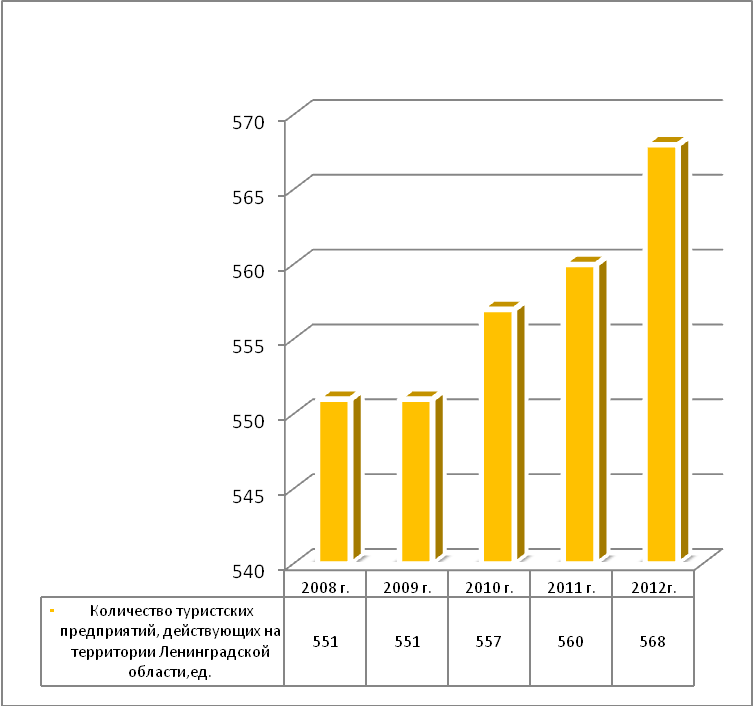 570
565
560
555
550
545
540
2008 г. 2009 г. 2010 г. 2011 г. 2012г.
Количество туристских
предприятий, действующих на
территории Ленинградской
области,ед.
551 551 557 560 568